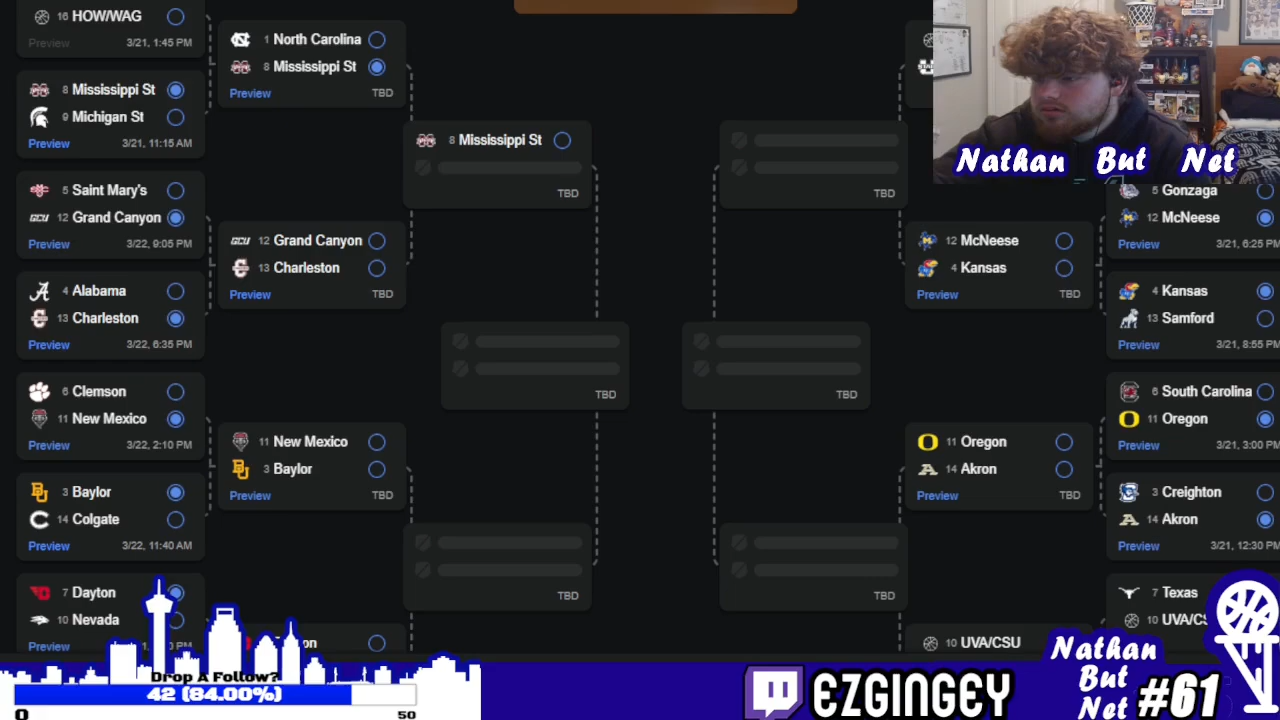 16 HOW/WAG
Preview 3/21, 1:45 PM
8 Mississippi St
9 Michigan St
Preview 3/21, 11:15 AM
5 Saint Mary's
12 Grand Canyon
Preview 3/22, 9:05 PM
4 Alabama
13 Charleston
Preview 3/22, 6:35 PM
6 Clemson
11 New Mexico
Preview 3/22, 2:10 PM
3 Baylor
14 Colgate
Preview 3/22, 11:40 AM
7 Dayton
10 Nevada
Preview
1 North Carolina
8 Mississippi St
Preview TBD
GCU 12 Grand Canyon
13 Charleston
Preview TBD
11 New Mexico
3 Baylor
Preview TBD
8 Mississippi St
TBD
TBD
TBD
TBD
TBD
TBD
12 McNeese
4 Kansas
Preview TBD
11 Oregon
14 Akron
Preview TBD
10 UVA/CSU
5 Gonzaga
12 McNeese
Preview 3/21, 6:25 PM
4 Kansas
13 Samford
Preview 3/21, 8:55 PM
6 South Carolina
11 Oregon
Preview 3/21, 3:00 PM
3 Creighton
14 Akron
Preview 3/21, 12:30 PM
7 Texas
10 UVA/CS
Nathan But Net
Drop A Follow?
42 (84.00%)
0 50
EZGINGEY
Nathan
But
Net #61